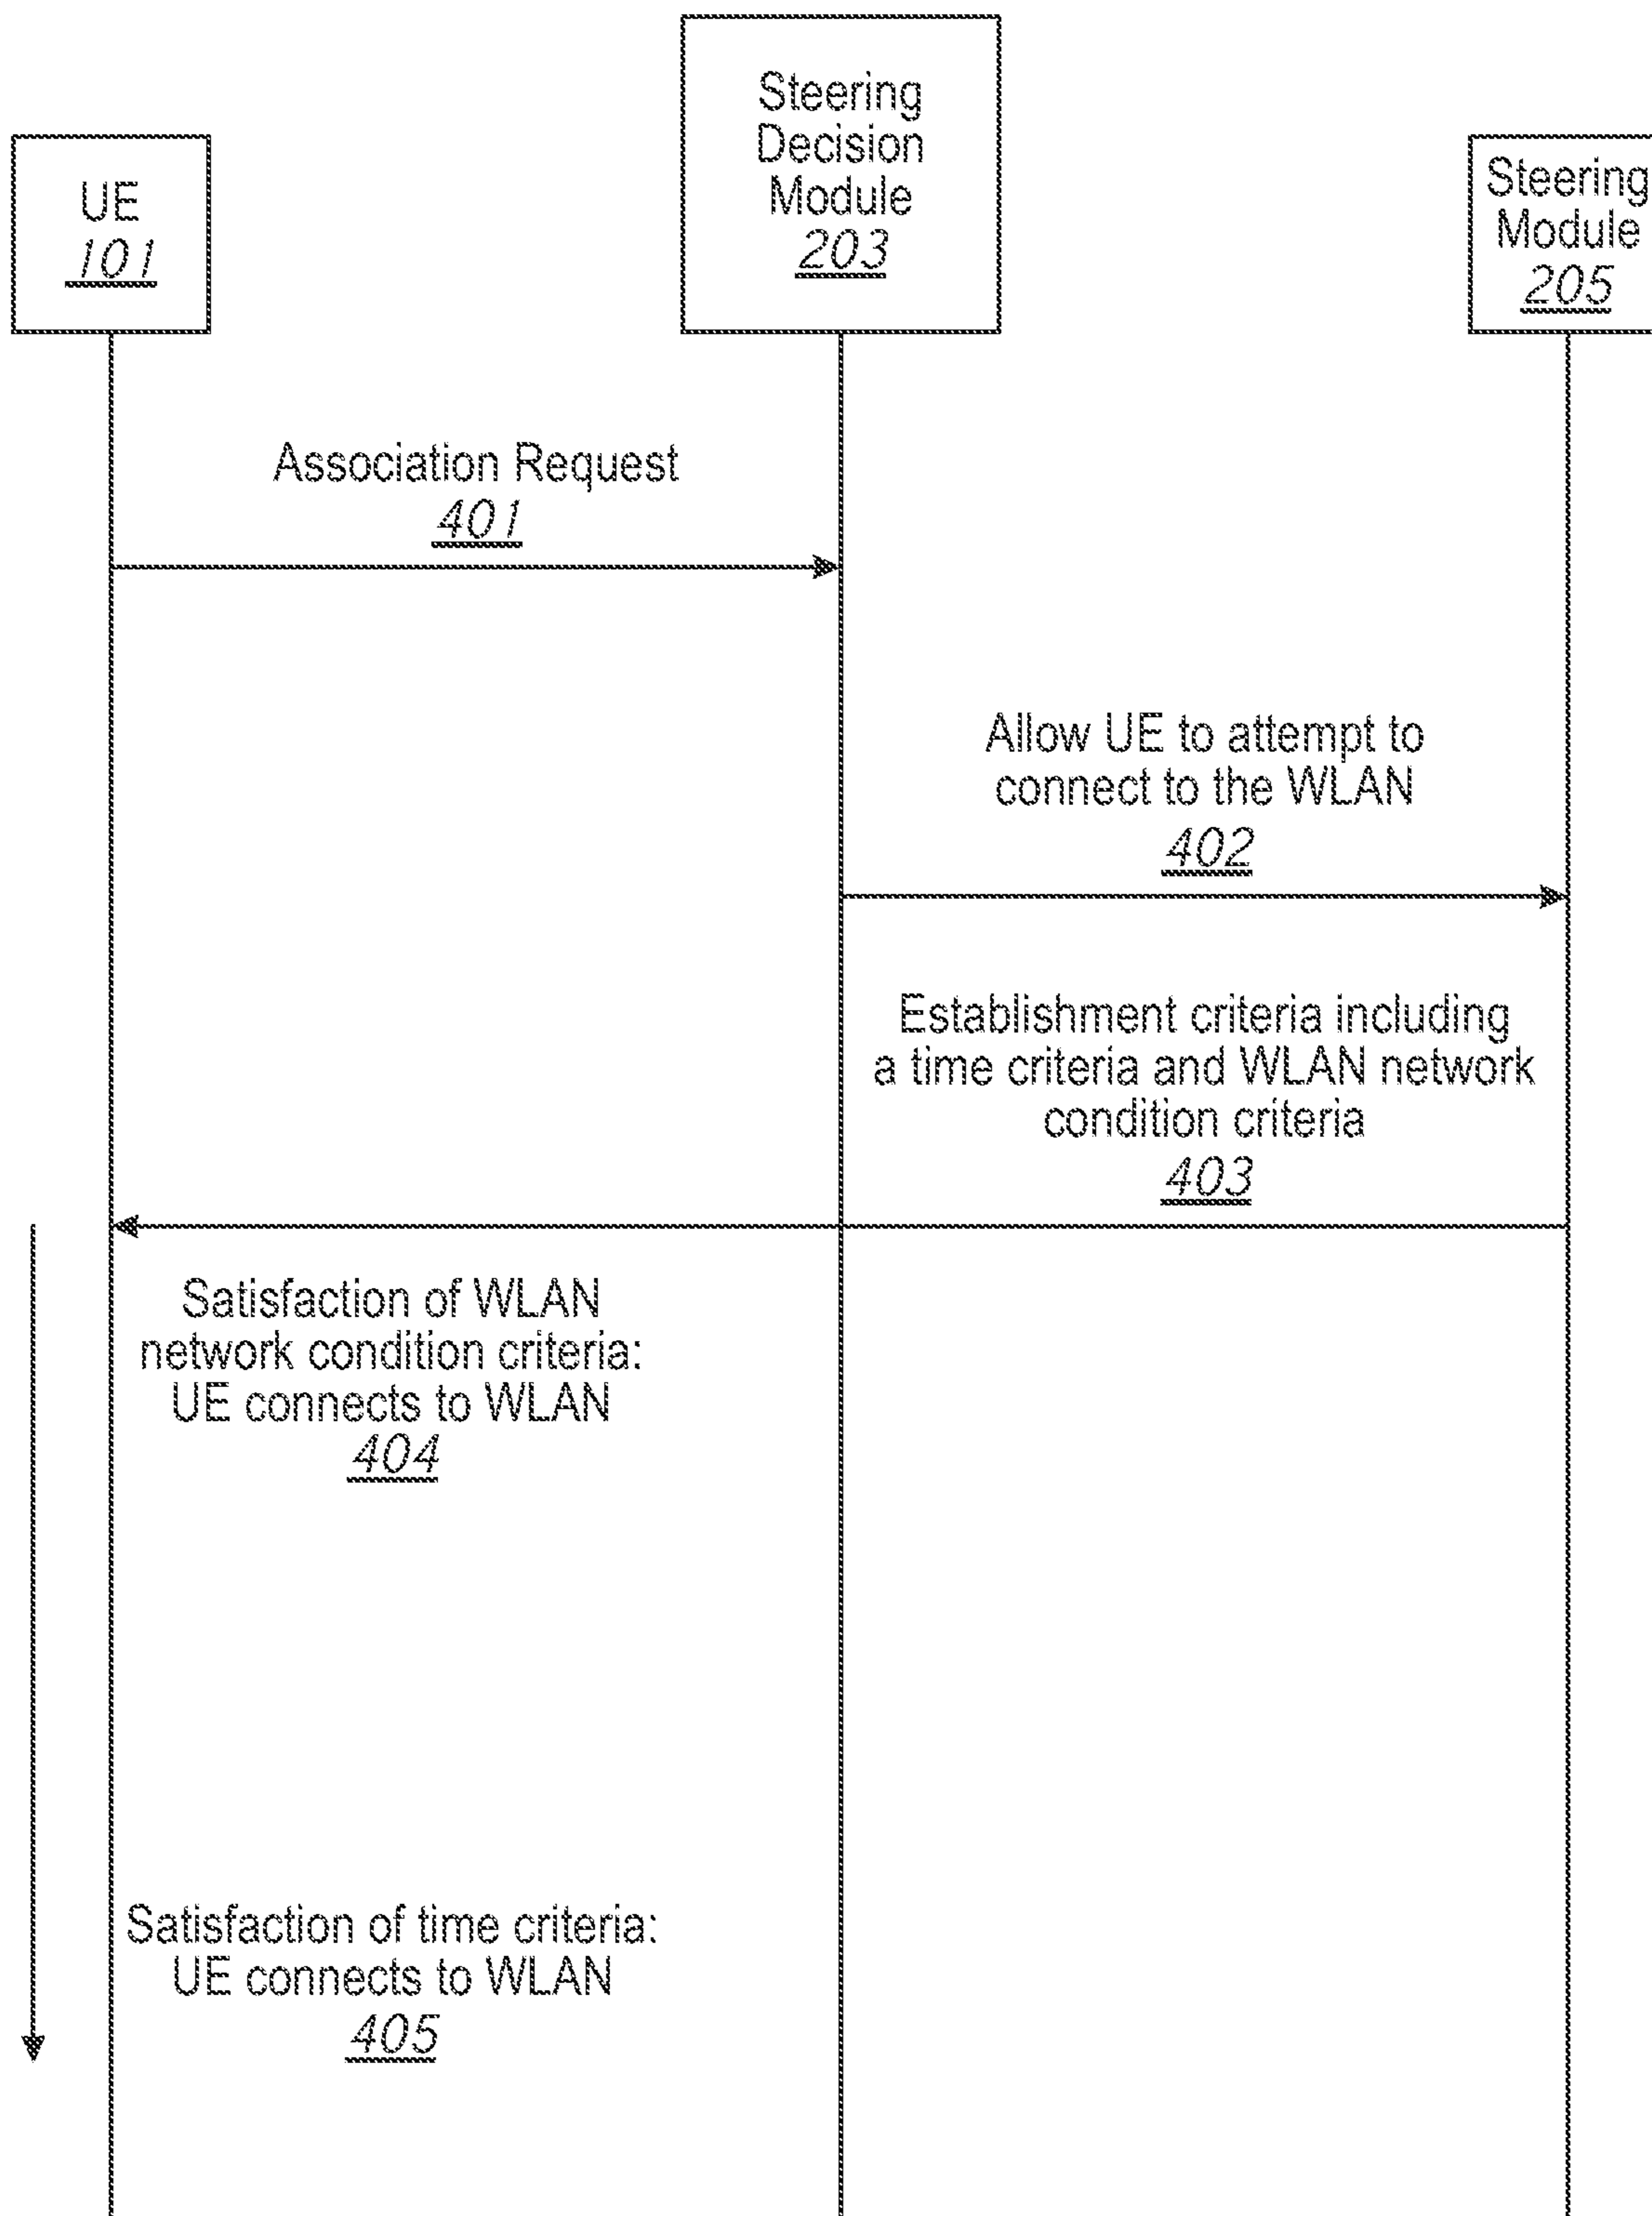 UE
101
Steering
Decision
Module
203
Steering
Module
205
Association Request
401
Allow UE to attempt to
connect to the WLAN
402
Establishment criteria including
a time criteria and WLAN network
condition criteria
403
Satisfaction of WLAN
network condition criteria:
UE connects to WLAN
404
Satisfaction of time criteria:
UE connects to WLAN
405